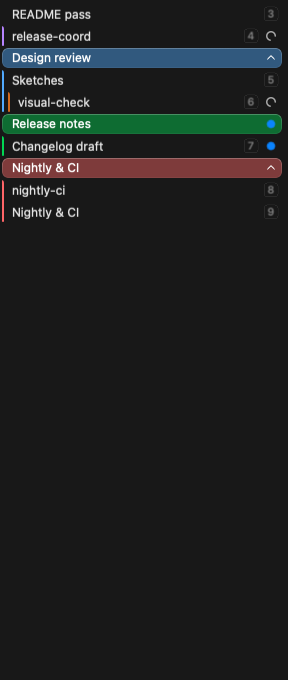 README pass 3
release-coord 4
Design review
Sketches 5
visual-check 6
Release notes
Changelog draft 7
Nightly & CI
nightly-ci 8
Nightly & CI 9